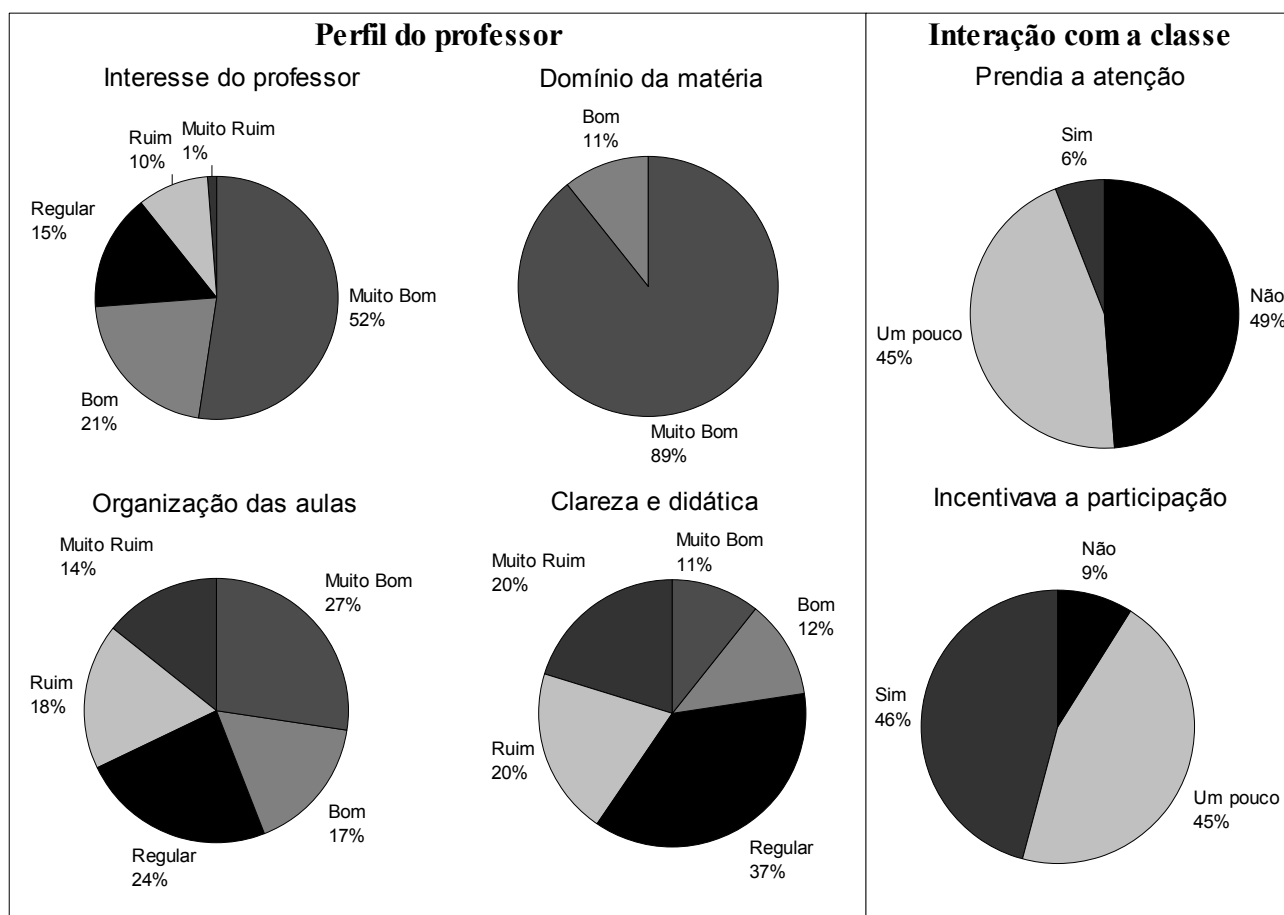 Perfil do professor
Interesse do professor
Muito Ruim
1%
Ruim
10%
Regular
15%
Muito Bom
52%
Bom
21%
Domínio da matéria
Bom
11%
Muito Bom
89%
Organização das aulas
Muito Ruim
14%
Muito Bom
27%
Ruim
18%
Bom
17%
Regular
24%
Clareza e didática
Muito Bom
11%
Muito Ruim
20%
Bom
12%
Ruim
20%
Regular
37%
Interação com a classe
Prendia a atenção
Sim
6%
Não
49%
Um pouco
45%
Incentivava a participação
Não
9%
Sim
46%
Um pouco
45%